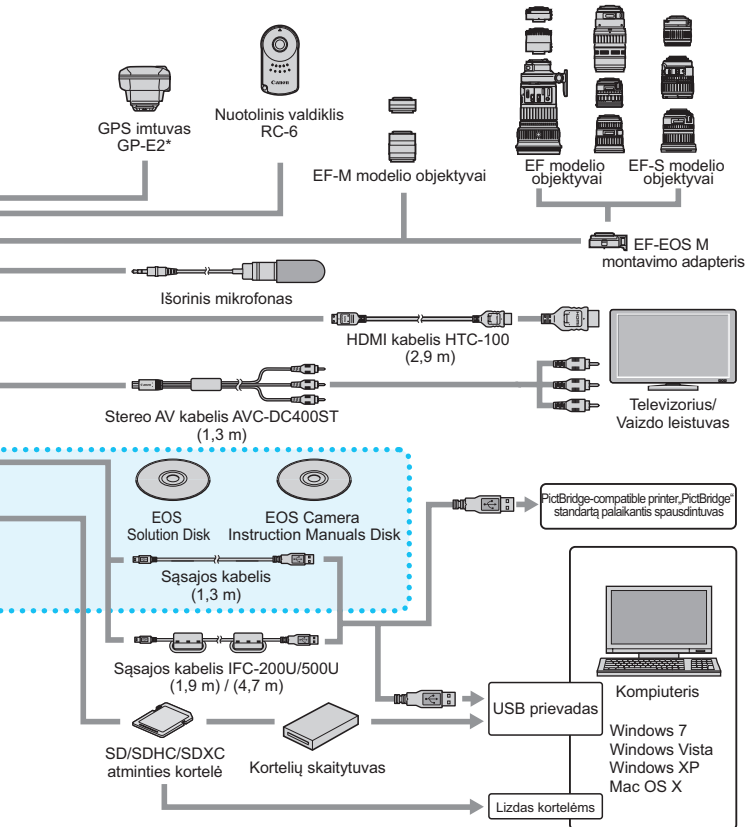 Canon
GPS imtuvas
GP-E2*
Nuotolinis valdiklis
RC-6
EF-M modelio objektyvai
EF modelio
objektyvai
EF-S modelio
objektyvai
EF-EOS M
montavimo adapteris
Išorinis mikrofonas
HDMI kabelis HTC-100
(2,9 m)
Stereo AV kabelis AVC-DC400ST
(1,3 m)
Televizorius/
Vaizdo leistuvas
EOS
Solution Disk
EOS Camera
Instruction Manuals Disk
PictBridge-compatible printer„PictBridge“
standartą palaikantis spausdintuvas
Sąsajos kabelis
(1,3 m)
Sąsajos kabelis IFC-200U/500U
(1,9 m) / (4,7 m)
USB prievadas
Kompiuteris
Windows 7
Windows Vista
Windows XP
Mac OS X
SD/SDHC/SDXC
atminties kortelė
Kortelių skaitytuvas
Lizdas kortelėms